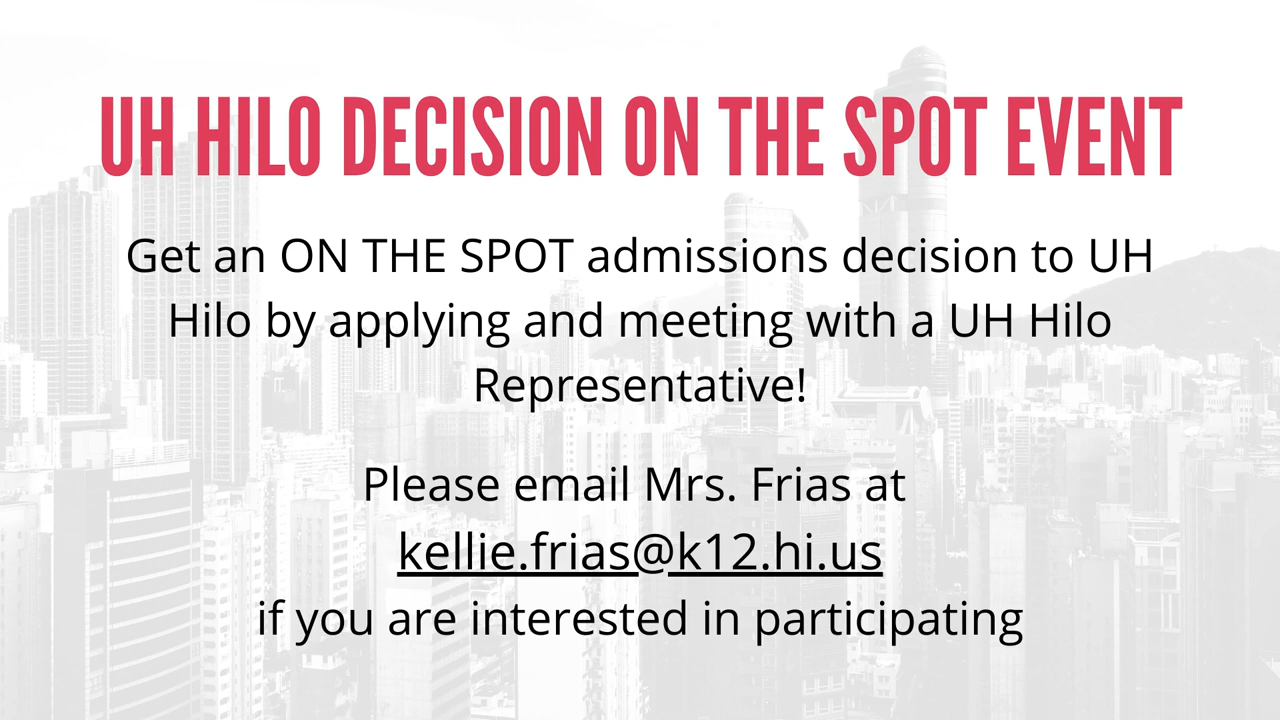 UH HILO DECISION ON THE SPOT EVENT
Get an ON THE SPOT admissions decision to UH
Hilo by applying and meeting with a UH Hilo
Representative!
Please email Mrs. Frias at
kellie.frias@k12.hi.us
if you are interested in participating